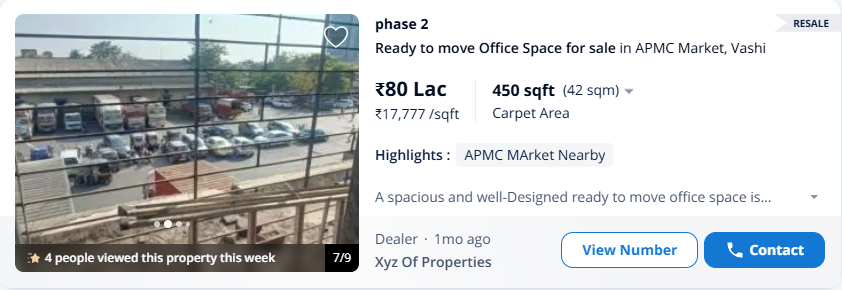 phase 2
RESALE
Ready to move Office Space for sale in APMC Market, Vashi
₹80 Lac
₹17,777 /sqft
450 sqft (42 sqm)
Carpet Area
Highlights : APMC MArket Nearby
A spacious and well-Designed ready to move office space is...
4 people viewed this property this week
7/9
Dealer · 1mo ago
Xyz Of Properties
View Number
Contact